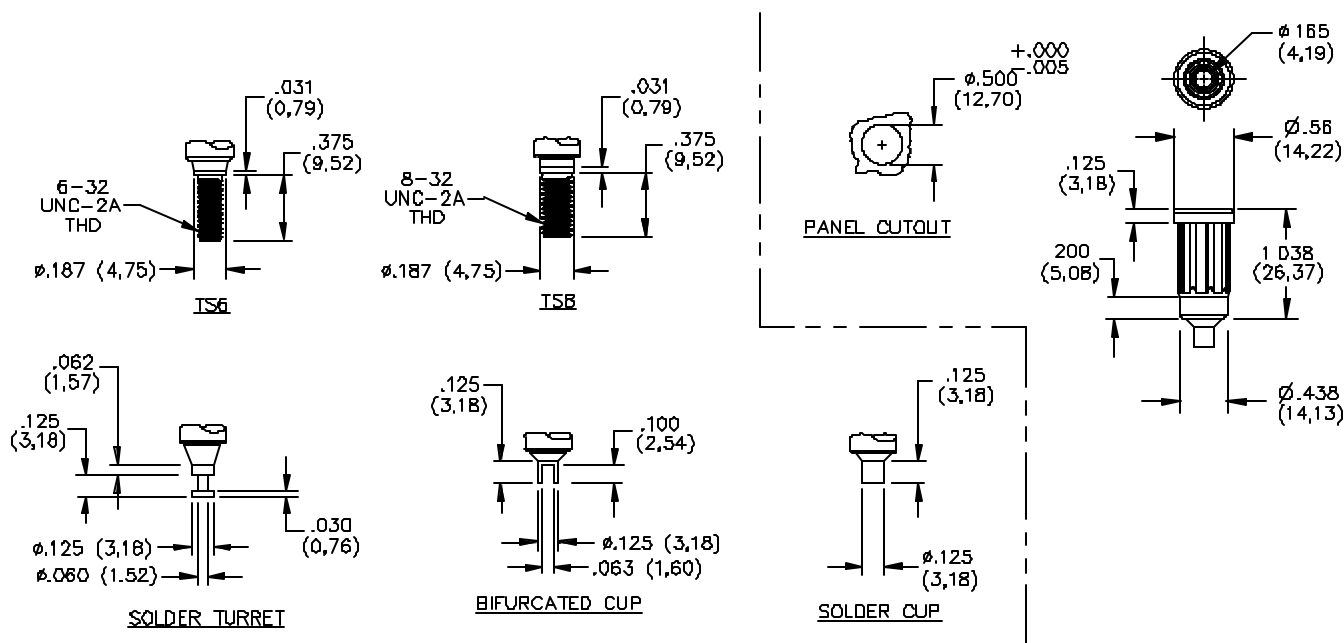 .031
(0,79)
.375
(9,52)
6-32
UNC-2A
THD
ø.187 (4,75)
TS6
.031
(0,79)
.375
(9,52)
8-32
UNC-2A
THD
ø.187 (4,75)
TS8
+.000
-.005
ø.500
(12,70)
PANEL CUTOUT
ø165
(4,19)
Ø.56
(14,22)
.125
(3,18)
200
(5,08)
1 038
(26,37)
Ø.438
(14,13)
.062
(1,57)
.125
(3,18)
.030
(0,76)
ø.125 (3,18)
ø.060 (1.52)
SOLDER TURRET
.125
(3,18)
.100
(2,54)
ø.125 (3,18)
.063 (1,60)
BIFURCATED CUP
.125
(3,18)
ø.125
(3,18)
SOLDER CUP